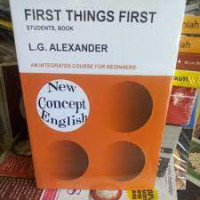 FIRST THINGS FIRST
STUDENTS, BOOK
L.G. ALEXANDER
AN INTEGRATED COURSE FOR BEGINNERS
New
Concept
English